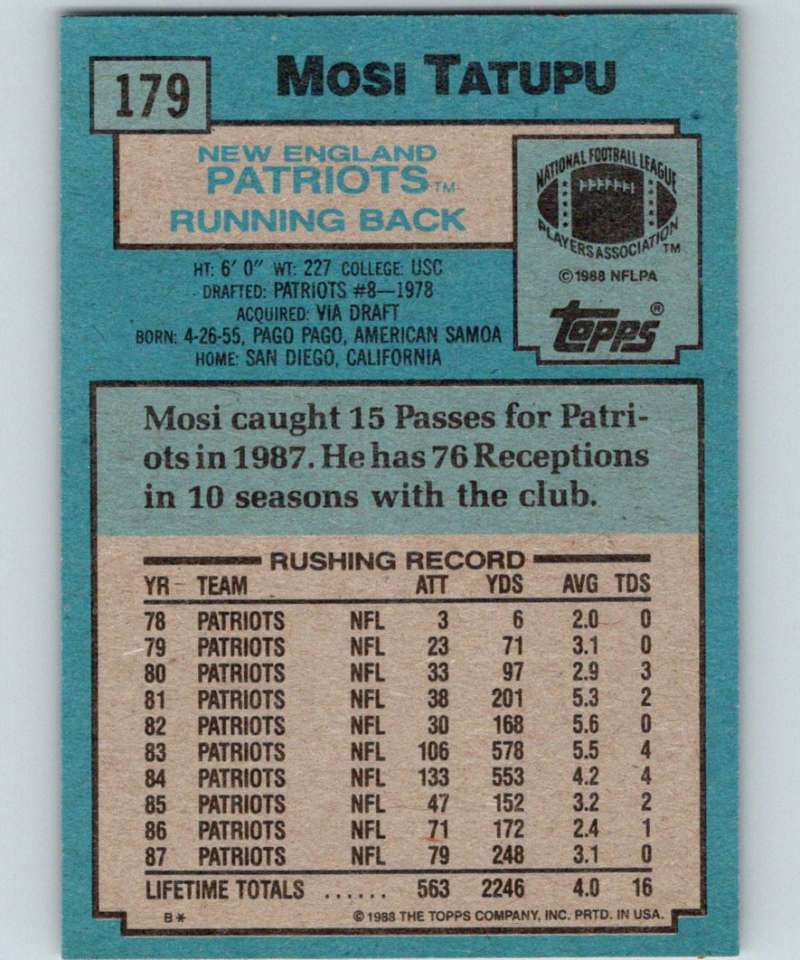 179
MOSI TATUPU
NEW ENGLAND
PATRIOTS TM
RUNNING BACK
NATIONAL FOOTBALL LEAGUE
PLAYERS ASSOCIATION TM
©1988 NFLPA
Topps®
HT: 6' 0" WT: 227 COLLEGE: USC
DRAFTED: PATRIOTS #8—1978
ACQUIRED: VIA DRAFT
BORN: 4-26-55, PAGO PAGO, AMERICAN SAMOA
HOME: SAN DIEGO, CALIFORNIA
Mosi caught 15 Passes for Patri-
ots in 1987. He has 76 Receptions
in 10 seasons with the club.
RUSHING RECORD
YR TEAM ATT YDS AVG TDS
78 PATRIOTS NFL 3 6 2.0 0
79 PATRIOTS NFL 23 71 3.1 0
80 PATRIOTS NFL 33 97 2.9 3
81 PATRIOTS NFL 38 201 5.3 2
82 PATRIOTS NFL 30 168 5.6 0
83 PATRIOTS NFL 106 578 5.5 4
84 PATRIOTS NFL 133 553 4.2 4
85 PATRIOTS NFL 47 152 3.2 2
86 PATRIOTS NFL 71 172 2.4 1
87 PATRIOTS NFL 79 248 3.1 0
LIFETIME TOTALS ...... 563 2246 4.0 16
B* ©1988 THE TOPPS COMPANY, INC. PRTD. IN USA.